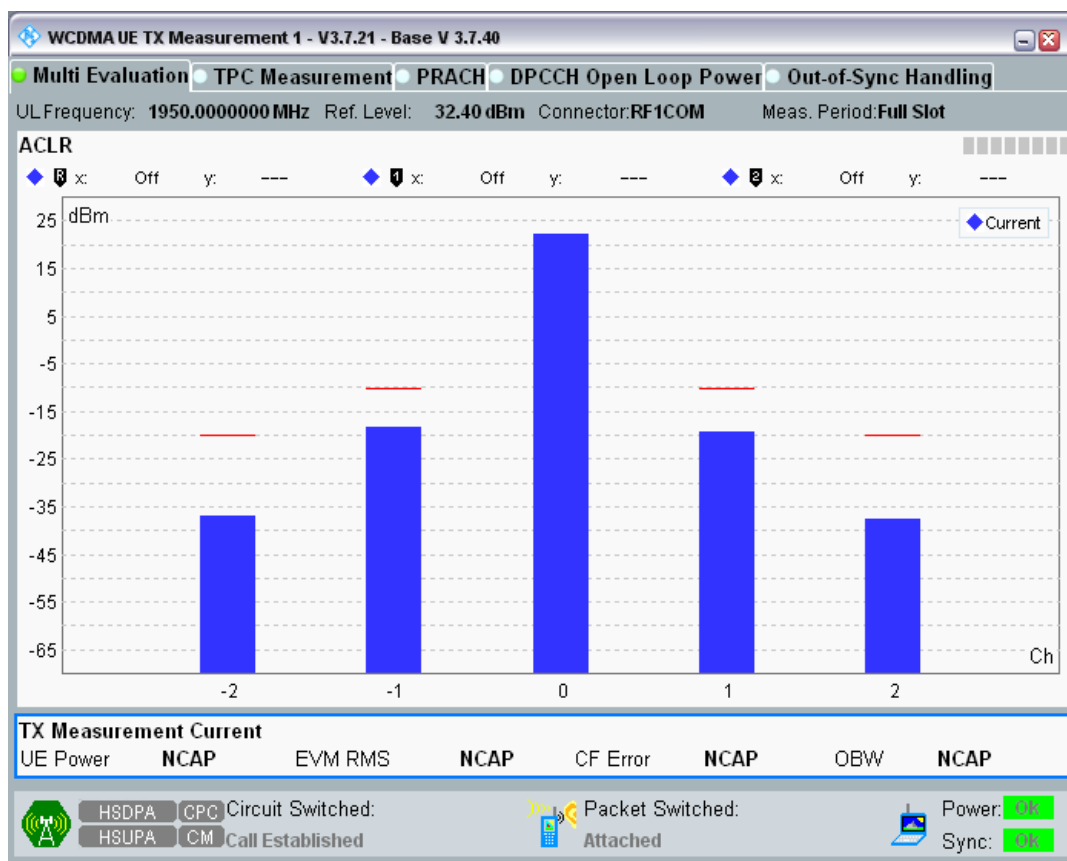 WCDMA UE TX Measurement 1 - V3.7.21 - Base V 3.7.40
Multi Evaluation TPC Measurement PRACH DPCCH Open Loop Power Out-of-Sync Handling
UL Frequency: 1950.0000000 MHz Ref. Level: 32.40 dBm Connector:RF1COM Meas. Period:Full Slot
ACLR
R x: Off y: --- 1 x: Off y: --- 2 x: Off y: ---
dBm
Current
25
15
5
-5
-15
-25
-35
-45
-55
-65
Ch
-2 -1 0 1 2
TX Measurement Current
UE Power NCAP EVM RMS NCAP CF Error NCAP OBW NCAP
HSDPA CPC Circuit Switched: Packet Switched: Power: Ok
HSUPA CM Call Established Attached Sync: OK